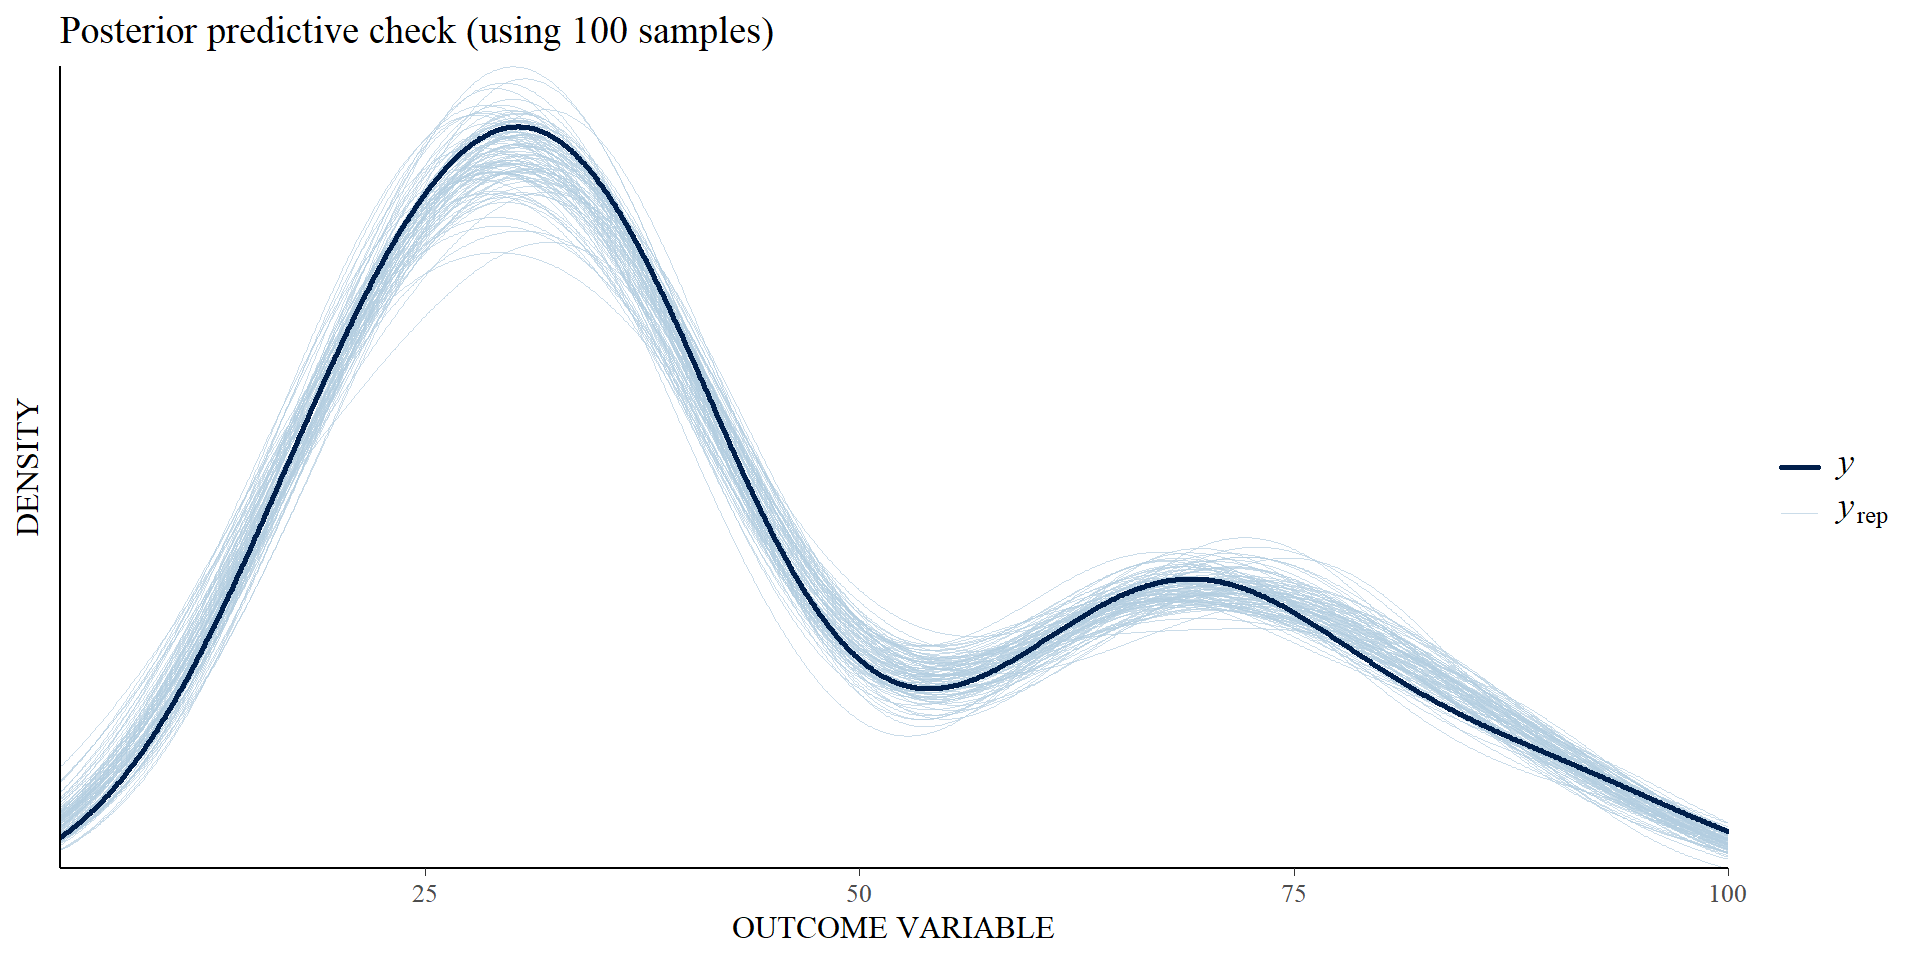 Posterior predictive check (using 100 samples)
DENSITY
y
yrep
25 50 75 100
OUTCOME VARIABLE